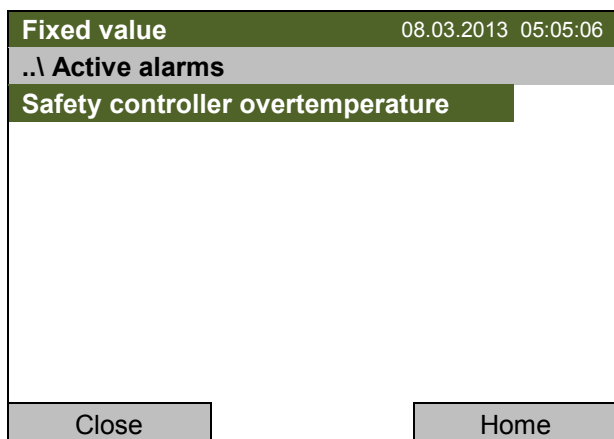 Fixed value 08.03.2013 05:05:06
..\ Active alarms
Safety controller overtemperature
Close Home